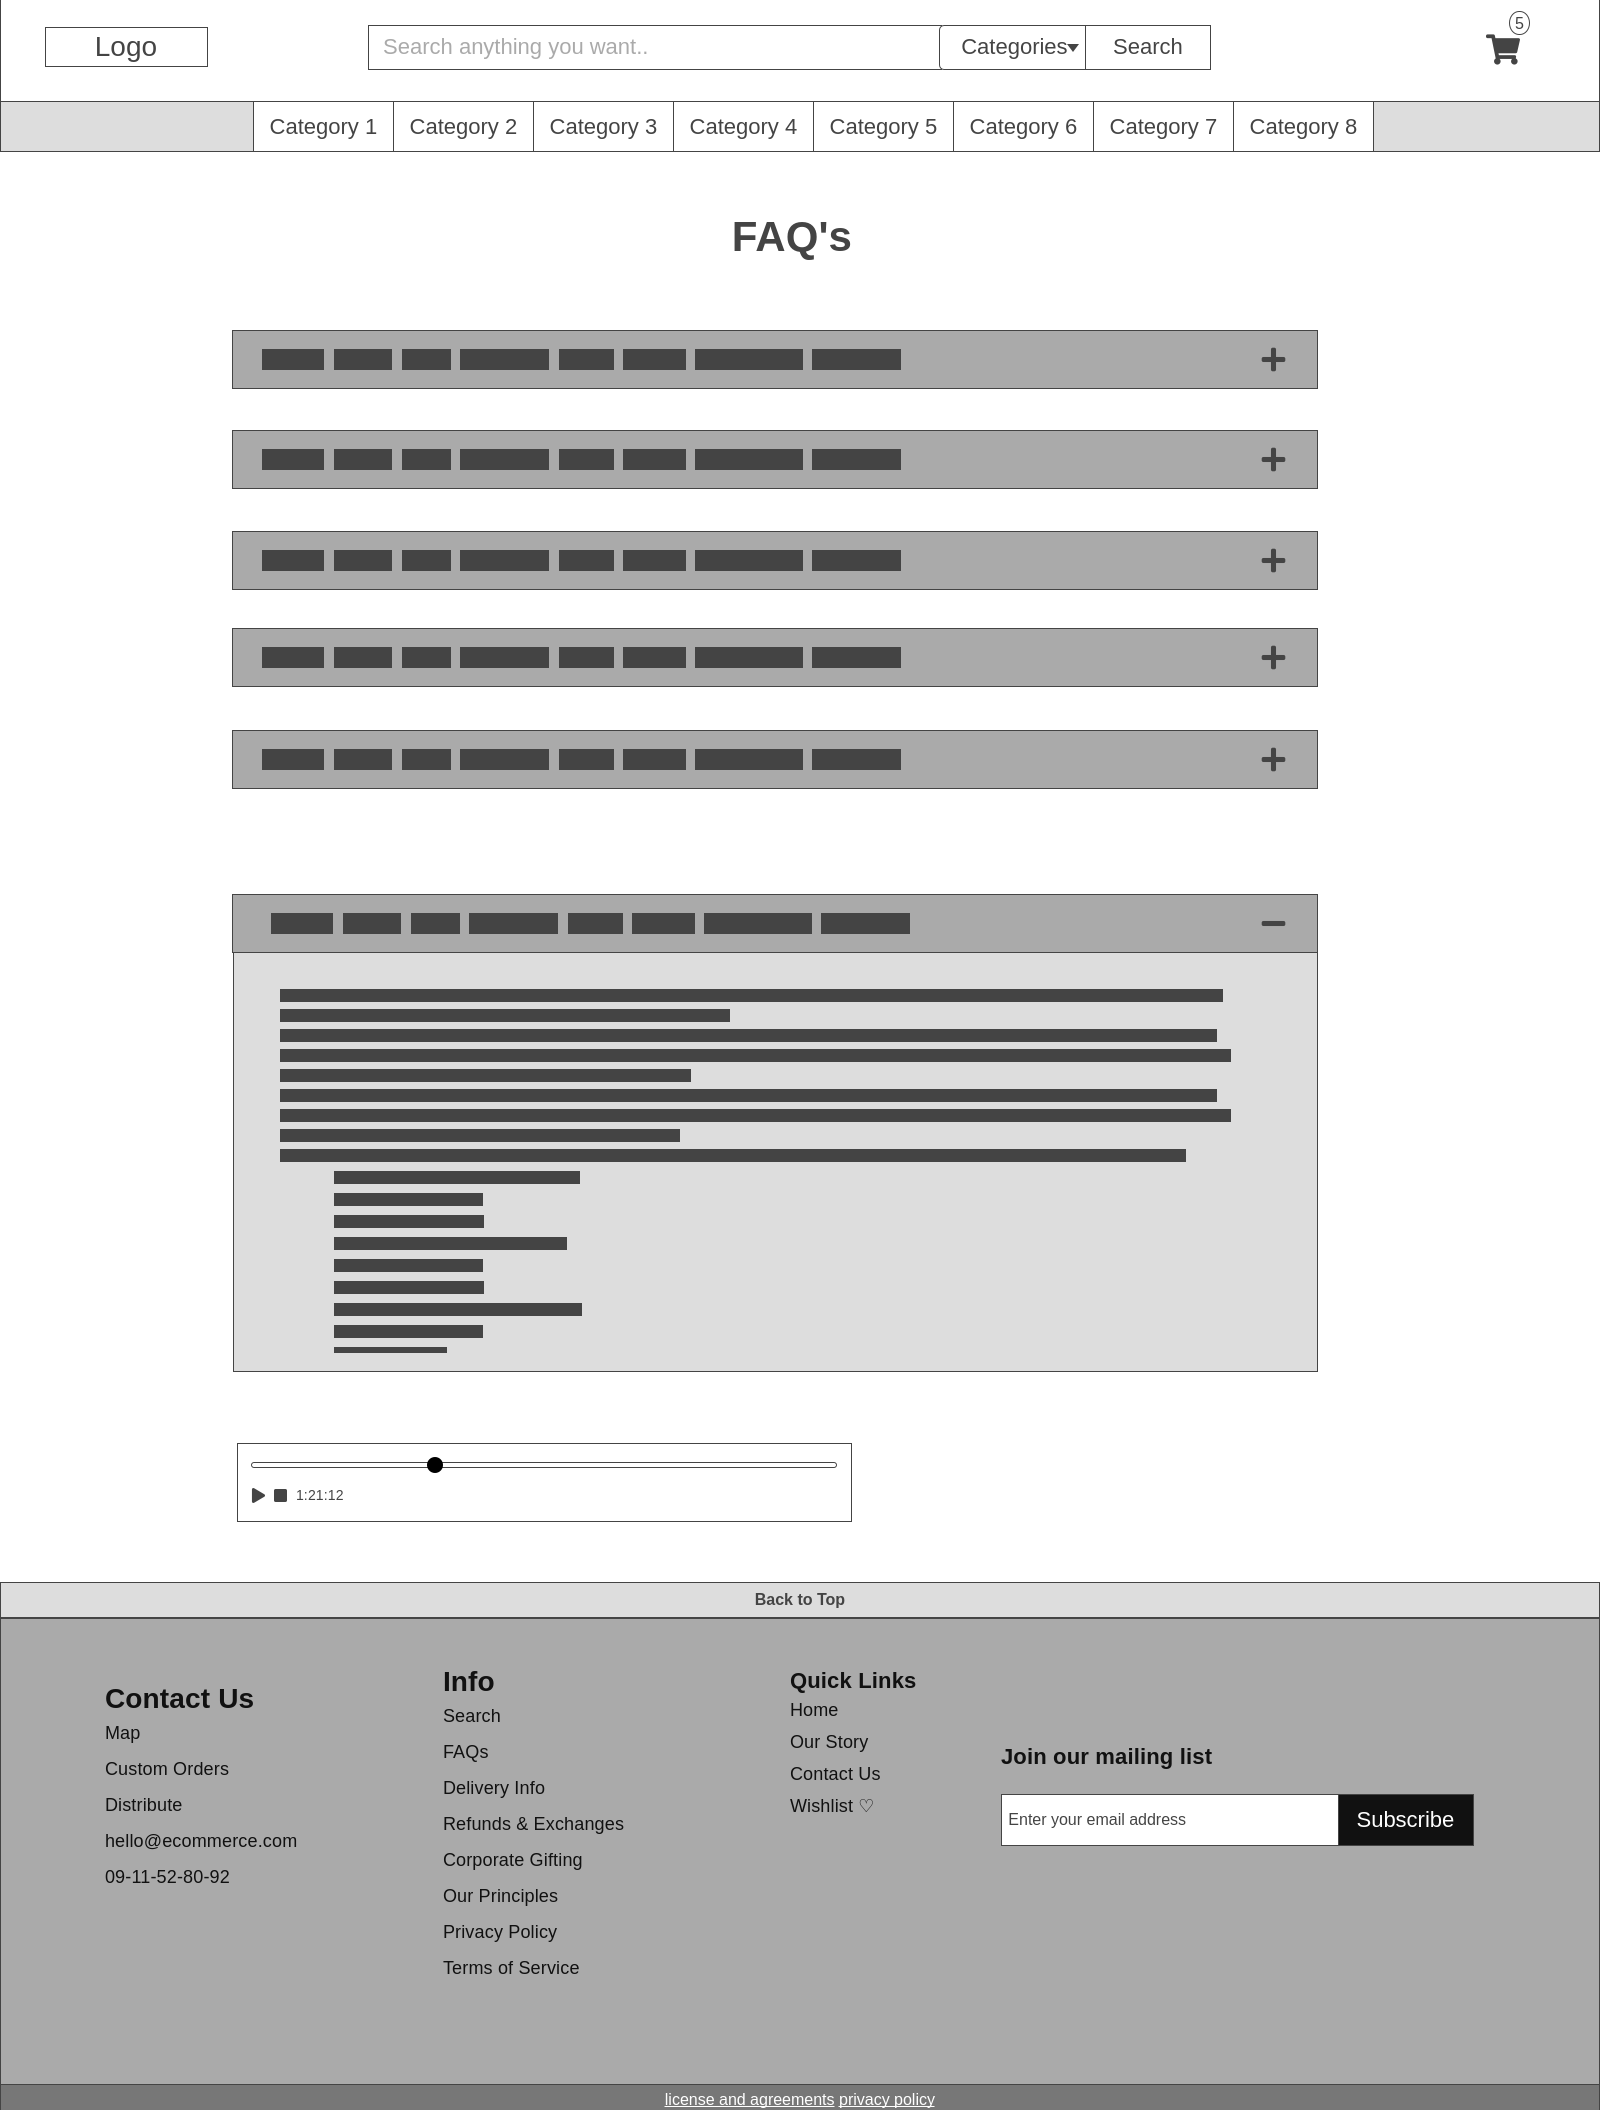 Logo
Search anything you want..
Categories
Search
5
Category 1 Category 2 Category 3 Category 4 Category 5 Category 6 Category 7 Category 8
FAQ's
1:21:12
Back to Top
Contact Us
Map
Custom Orders
Distribute
hello@ecommerce.com
09-11-52-80-92
Info
Search
FAQs
Delivery Info
Refunds & Exchanges
Corporate Gifting
Our Principles
Privacy Policy
Terms of Service
Quick Links
Home
Our Story
Contact Us
Wishlist ♡
Join our mailing list
Enter your email address
Subscribe
license and agreements privacy policy